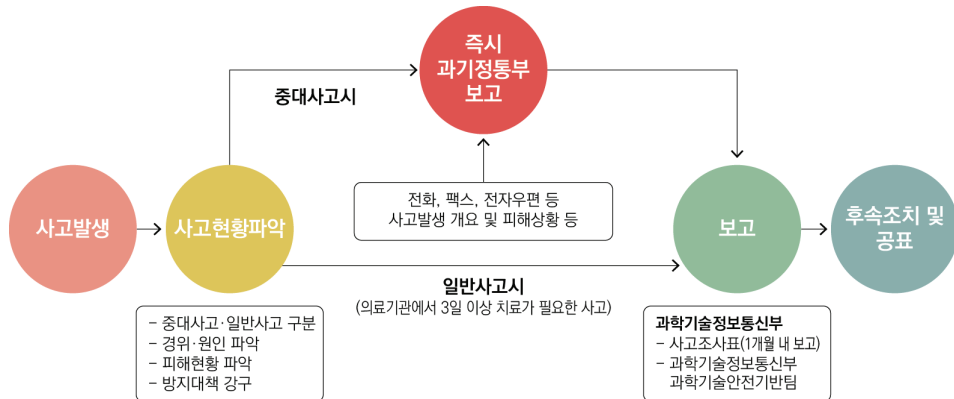 즉시
과기정통부
보고
중대사고시
전화, 팩스, 전자우편 등
사고발생 개요 및 피해상황 등
사고발생
사고현황파악
보고
후속조치 및
공표
일반사고시
(의료기관에서 3일 이상 치료가 필요한 사고)
– 중대사고·일반사고 구분
– 경위·원인 파악
– 피해현황 파악
– 방지대책 강구
과학기술정보통신부
– 사고조사표(1개월 내 보고)
– 과학기술정보통신부
과학기술안전기반팀